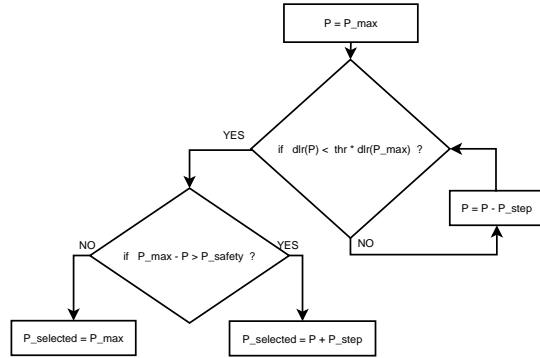 P = P_max
if dlr(P) < thr * dlr(P_max) ?
YES
NO
P = P - P_step
if P_max - P > P_safety ?
NO
YES
P_selected = P_max
P_selected = P + P_step